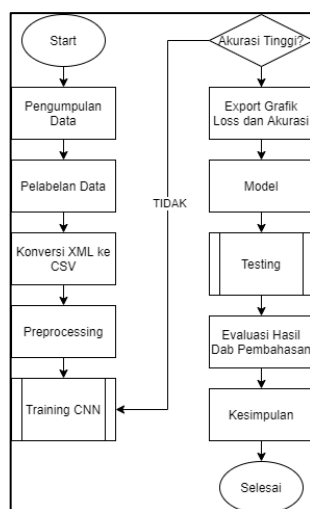 Start
Pengumpulan
Data
Pelabelan Data
Konversi XML ke
CSV
Preprocessing
Training CNN
TIDAK
Akurasi Tinggi?
Export Grafik
Loss dan Akurasi
Model
Testing
Evaluasi Hasil
Dab Pembahasan
Kesimpulan
Selesai